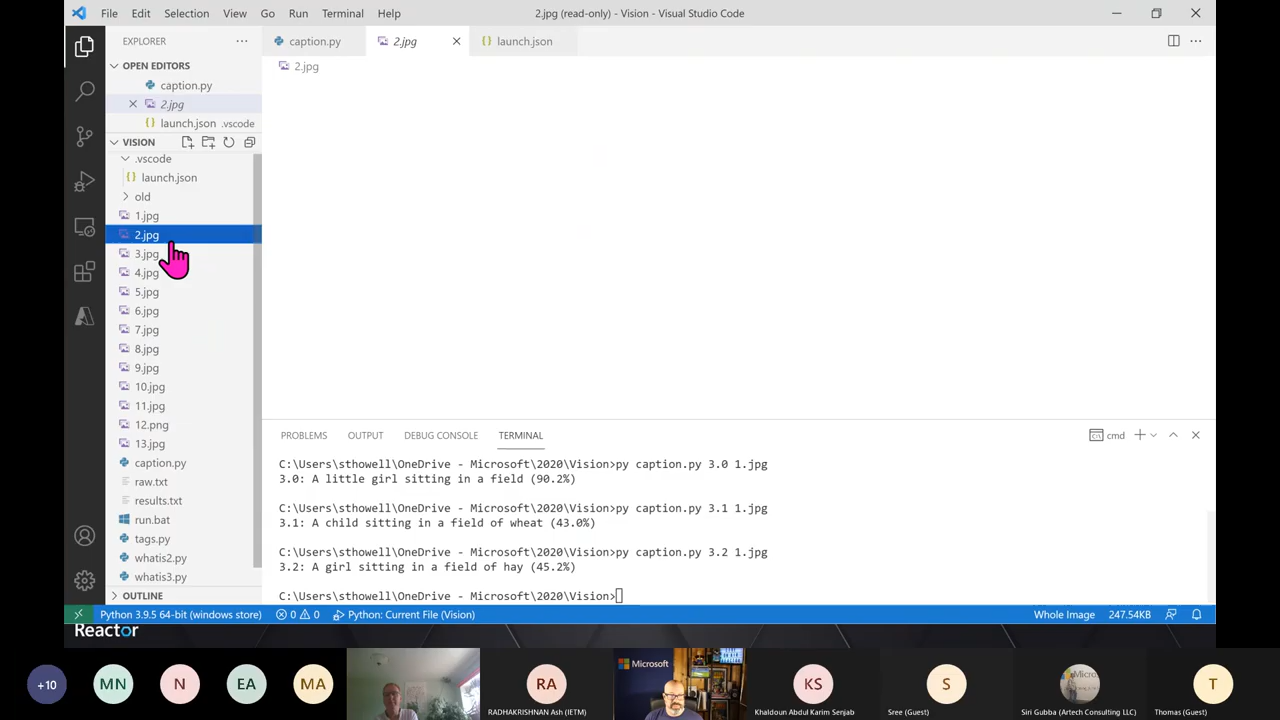 File Edit Selection View Go Run Terminal Help 2.jpg (read-only) - Vision - Visual Studio Code
EXPLORER
caption.py 2.jpg launch.json
OPEN EDITORS
2.jpg
caption.py
2.jpg
launch.json .vscode
VISION
.vscode
launch.json
old
1.jpg
2.jpg
3.jpg
4.jpg
5.jpg
6.jpg
7.jpg
8.jpg
9.jpg
10.jpg
11.jpg
12.png
13.jpg
caption.py
raw.txt
results.txt
run.bat
tags.py
whatis2.py
whatis3.py
OUTLINE
PROBLEMS OUTPUT DEBUG CONSOLE TERMINAL cmd
C:\Users\sthowell\OneDrive - Microsoft\2020\Vision>py caption.py 3.0 1.jpg
3.0: A little girl sitting in a field (90.2%)
C:\Users\sthowell\OneDrive - Microsoft\2020\Vision>py caption.py 3.1 1.jpg
3.1: A child sitting in a field of wheat (43.0%)
C:\Users\sthowell\OneDrive - Microsoft\2020\Vision>py caption.py 3.2 1.jpg
3.2: A girl sitting in a field of hay (45.2%)
C:\Users\sthowell\OneDrive - Microsoft\2020\Vision>
Python 3.9.5 64-bit (windows store) 0 0 Python: Current File (Vision) Whole Image 247.54KB
Reactor
+10 MN N EA MA RA Microsoft KS S T
RADHAKRISHNAN Ash (IETM) Khaldoun Abdul Karim Senjab Sree (Guest) Siri Gubba (Artech Consulting LLC) Thomas (Guest)